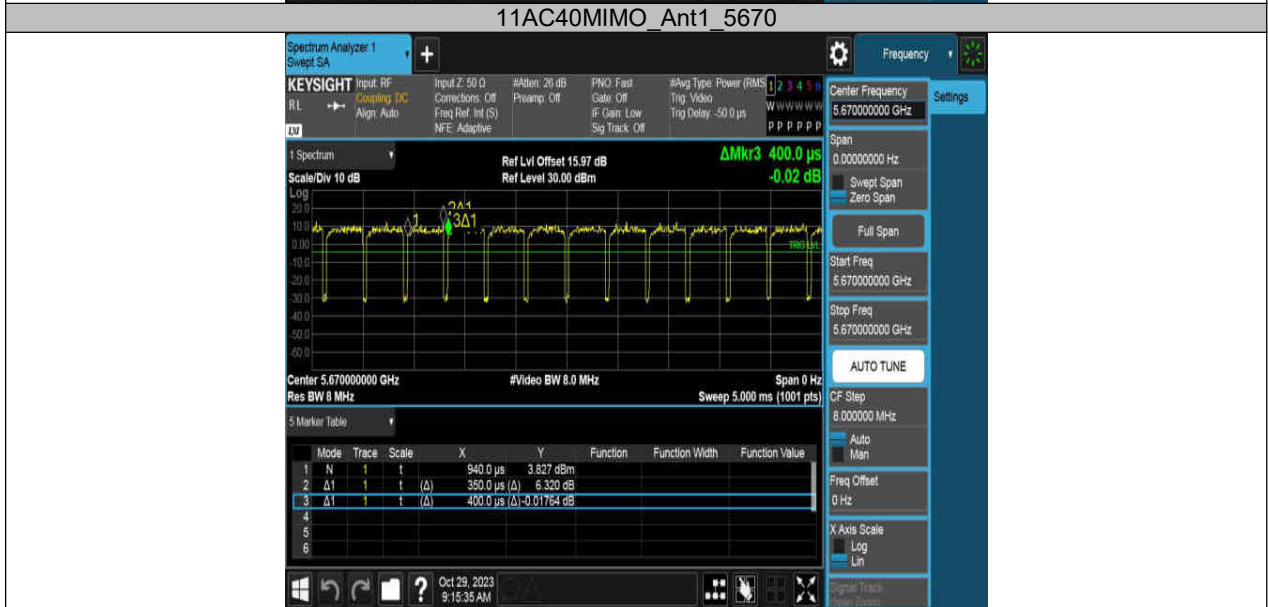 11AC40MIMO_Ant1_5670
Spectrum Analyzer 1
Swept SA
+
Frequency
KEYSIGHT Input: RF Input Z: 50 Ω #Atten: 26 dB PNO: Fast #Avg Type: Power (RMS 1 2 3 4 5 6
RL Coupling: DC Corrections: Off Preamp: Off Gate: Off Trig: Video W W W W W W
Align: Auto Freq Ref: Int (S) IF Gain: Low Trig Delay: -50.0 µs
LXI NFE: Adaptive Sig Track: Off P P P P P P
Center Frequency
5.670000000 GHz
Settings
1 Spectrum
Ref Lvl Offset 15.97 dB
ΔMkr3 400.0 µs
Scale/Div 10 dB
Ref Level 30.00 dBm
-0.02 dB
Span
0.00000000 Hz
Swept Span
Zero Span
Full Span
Log
20.0
10.0
0.00
-10.0
-20.0
-30.0
-40.0
-50.0
-60.0
1
2Δ1
3Δ1
TRIG LVL
Start Freq
5.670000000 GHz
Stop Freq
5.670000000 GHz
AUTO TUNE
Center 5.670000000 GHz #Video BW 8.0 MHz Span 0 Hz
Res BW 8 MHz Sweep 5.000 ms (1001 pts)
CF Step
8.000000 MHz
Auto
Man
5 Marker Table
Mode Trace Scale X Y Function Function Width Function Value
1 N 1 t 940.0 µs 3.827 dBm
2 Δ1 1 t (Δ) 350.0 µs (Δ) 6.320 dB
3 Δ1 1 t (Δ) 400.0 µs (Δ) -0.01764 dB
4
5
6
Freq Offset
0 Hz
X Axis Scale
Log
Lin
Signal Track
?
Oct 29, 2023
9:15:35 AM